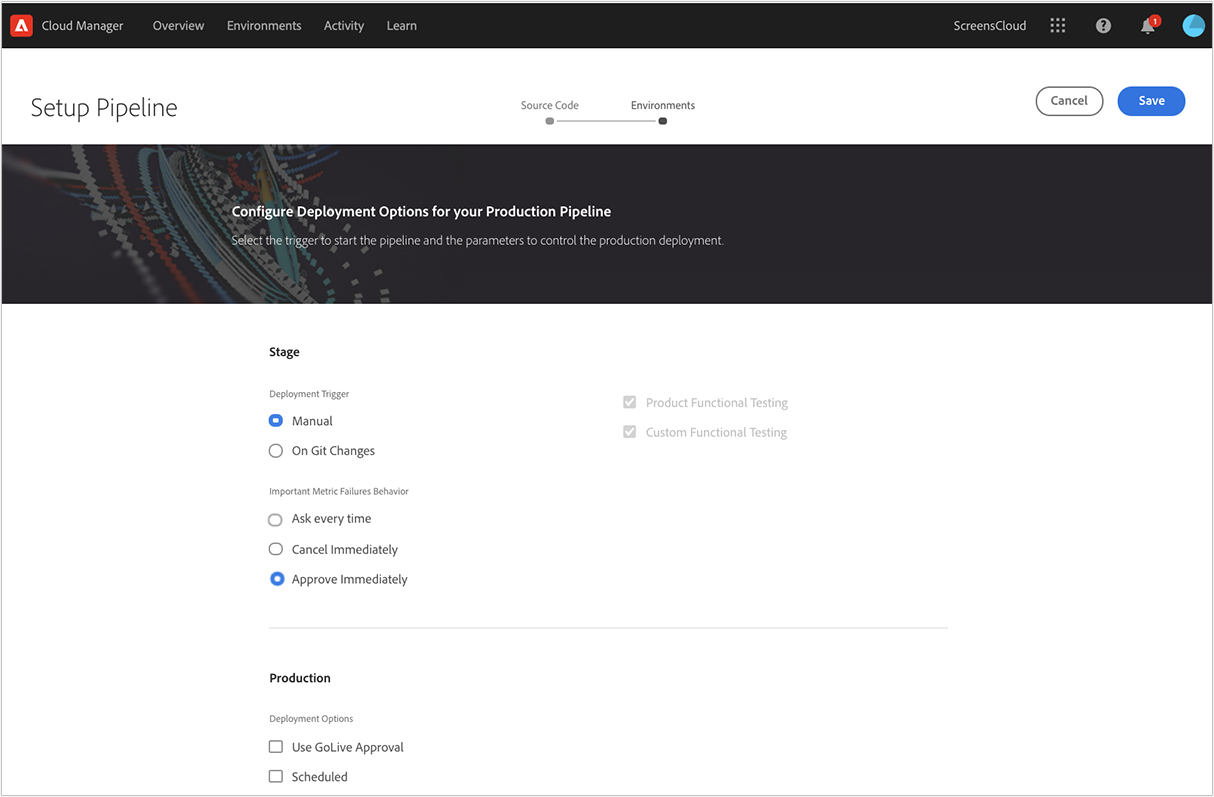 Cloud Manager Overview Environments Activity Learn ScreensCloud 1
Setup Pipeline
Source Code Environments
Cancel Save
Configure Deployment Options for your Production Pipeline
Select the trigger to start the pipeline and the parameters to control the production deployment.
Stage
Deployment Trigger
Manual
On Git Changes
Product Functional Testing
Custom Functional Testing
Important Metric Failures Behavior
Ask every time
Cancel Immediately
Approve Immediately
Production
Deployment Options
Use GoLive Approval
Scheduled